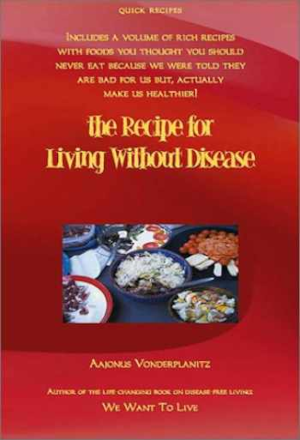 QUICK RECIPES
INCLUDES A VOLUME OF RICH RECIPES
WITH FOODS YOU THOUGHT YOU SHOULD
NEVER EAT BECAUSE WE WERE TOLD THEY
ARE BAD FOR US BUT, ACTUALLY
MAKE US HEALTHIER!
the Recipe for
Living Without Disease
AAJONUS VONDERPLANITZ
AUTHOR OF THE LIFE-CHANGING BOOK ON DISEASE-FREE LIVING:
WE WANT TO LIVE